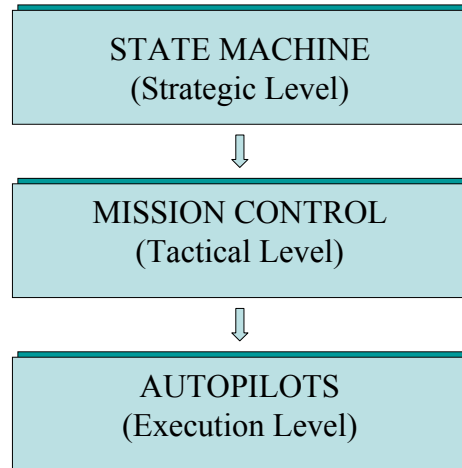 STATE MACHINE
(Strategic Level)
MISSION CONTROL
(Tactical Level)
AUTOPILOTS
(Execution Level)